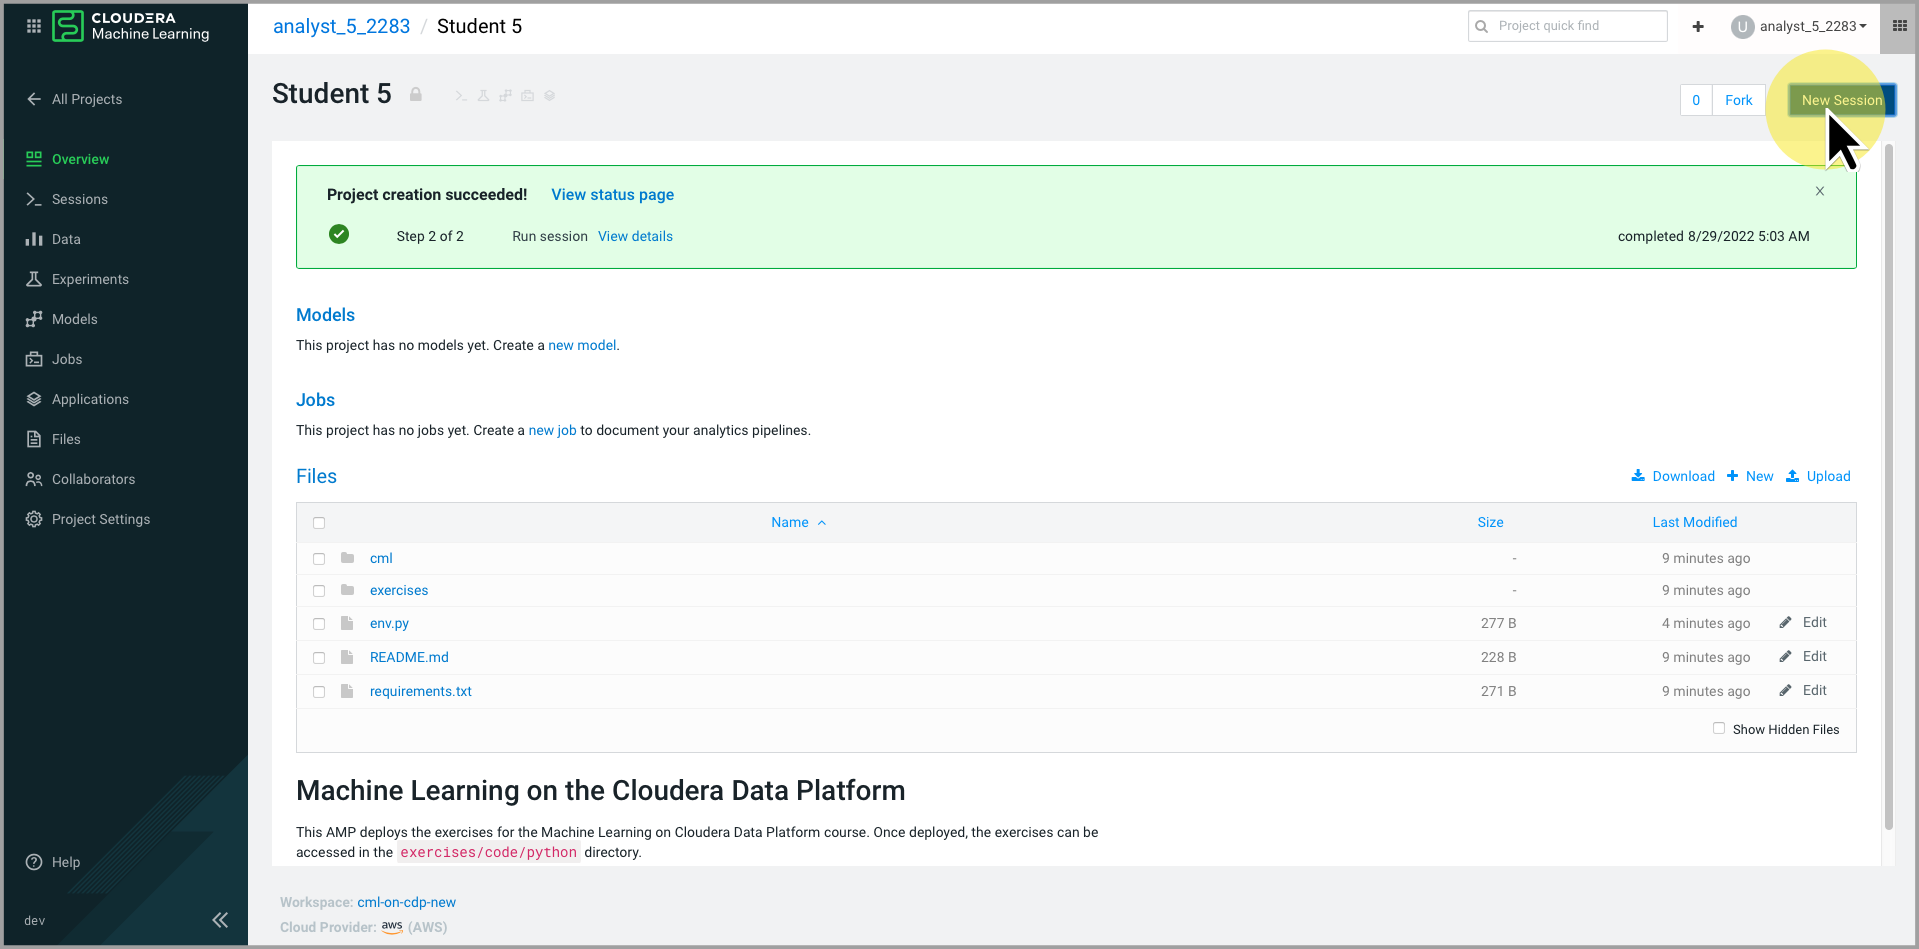 CLOUDERA
Machine Learning
analyst_5_2283 / Student 5
Project quick find
U analyst_5_2283
All Projects
Overview
Sessions
Data
Experiments
Models
Jobs
Applications
Files
Collaborators
Project Settings
Help
dev
Student 5
0 Fork New Session
Project creation succeeded! View status page
Step 2 of 2 Run session View details completed 8/29/2022 5:03 AM
Models
This project has no models yet. Create a new model.
Jobs
This project has no jobs yet. Create a new job to document your analytics pipelines.
Files Download New Upload
Name Size Last Modified
cml - 9 minutes ago
exercises - 9 minutes ago
env.py 277 B 4 minutes ago Edit
README.md 228 B 9 minutes ago Edit
requirements.txt 271 B 9 minutes ago Edit
Show Hidden Files
Machine Learning on the Cloudera Data Platform
This AMP deploys the exercises for the Machine Learning on Cloudera Data Platform course. Once deployed, the exercises can be
accessed in the exercises/code/python directory.
Workspace: cml-on-cdp-new
Cloud Provider: aws (AWS)